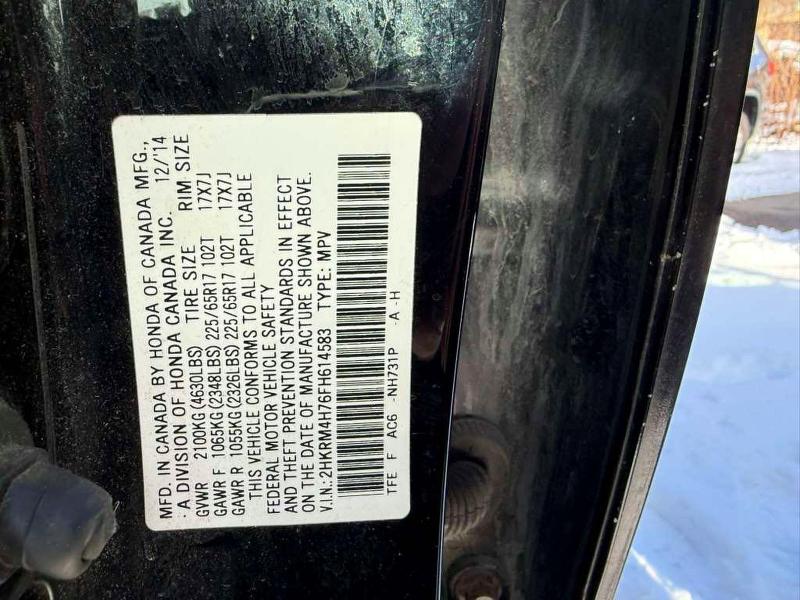 MFD. IN CANADA BY HONDA OF CANADA MFG.,
A DIVISION OF HONDA CANADA INC. 12/'14
GVWR 2100KG(4630LBS) TIRE SIZE RIM SIZE
GAWR F 1065KG(2348LBS) 225/65R17 102T 17X7J
GAWR R 1055KG(2326LBS) 225/65R17 102T 17X7J
THIS VEHICLE CONFORMS TO ALL APPLICABLE
FEDERAL MOTOR VEHICLE SAFETY
AND THEFT PREVENTION STANDARDS IN EFFECT
ON THE DATE OF MANUFACTURE SHOWN ABOVE.
V.I.N.:2HKRM4H76FH614583 TYPE: MPV
TFE F AC6 -NH731P -A -H